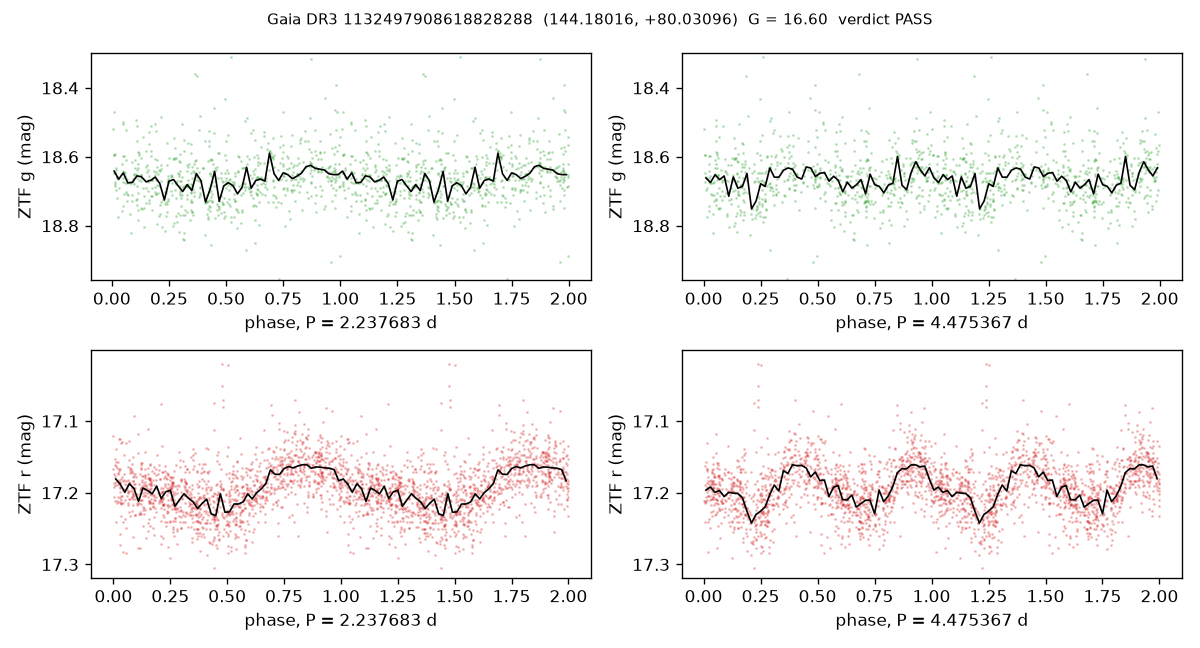 Gaia DR3 1132497908618828288 (144.18016, +80.03096) G = 16.60 verdict PASS
ZTF g (mag)
18.4
18.6
18.8
0.00 0.25 0.50 0.75 1.00 1.25 1.50 1.75 2.00
phase, P = 2.237683 d
ZTF g (mag)
18.4
18.6
18.8
0.00 0.25 0.50 0.75 1.00 1.25 1.50 1.75 2.00
phase, P = 4.475367 d
ZTF r (mag)
17.1
17.2
17.3
0.00 0.25 0.50 0.75 1.00 1.25 1.50 1.75 2.00
phase, P = 2.237683 d
ZTF r (mag)
17.1
17.2
17.3
0.00 0.25 0.50 0.75 1.00 1.25 1.50 1.75 2.00
phase, P = 4.475367 d